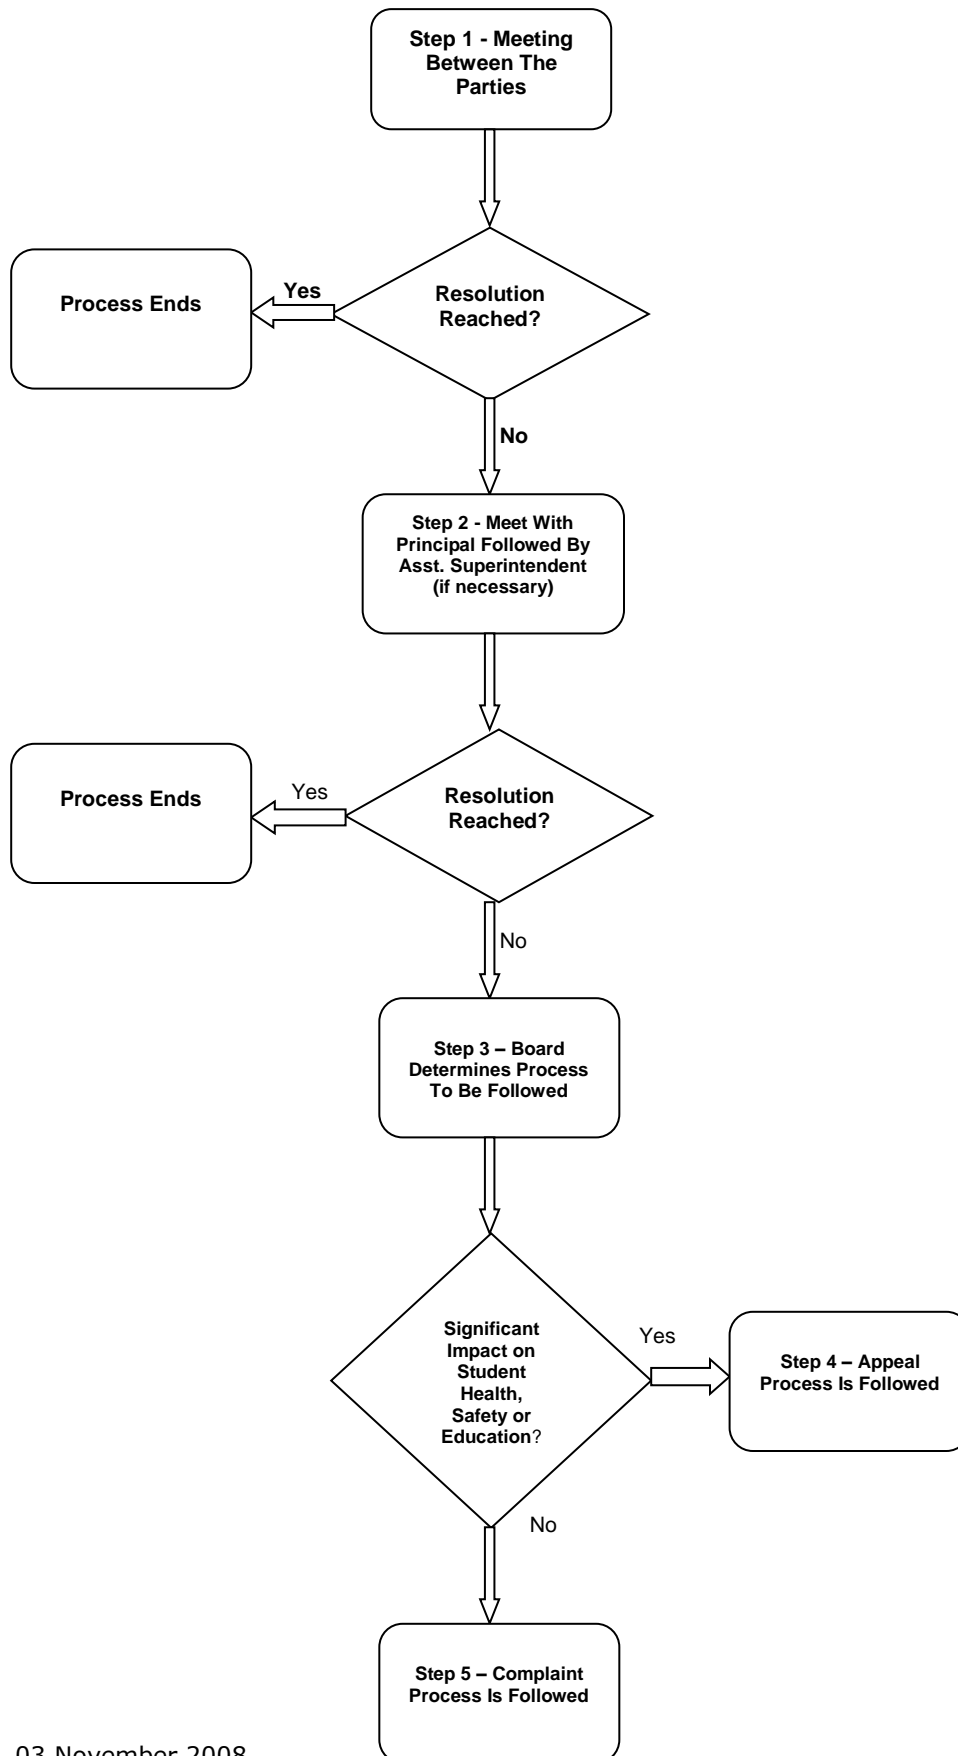 Step 1 - Meeting
Between The
Parties
Process Ends
Yes
Resolution
Reached?
No
Step 2 - Meet With
Principal Followed By
Asst. Superintendent
(if necessary)
Process Ends
Yes
Resolution
Reached?
No
Step 3 – Board
Determines Process
To Be Followed
Significant
Impact on
Student
Health,
Safety or
Education?
Yes
Step 4 – Appeal
Process Is Followed
No
Step 5 – Complaint
Process Is Followed
03 November 2008